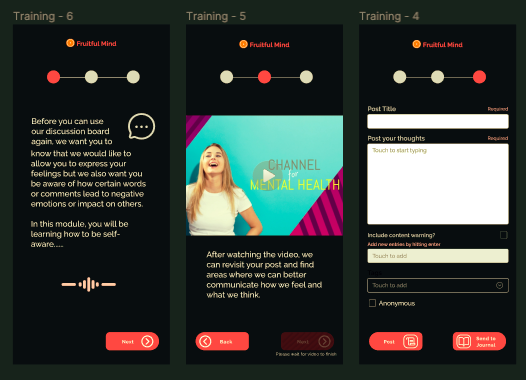 Training - 6
Fruitful Mind
Before you can use
our discussion board
again, we want you to
know that we would like to
allow you to express your
feelings but we also want you
be aware of how certain words
or comments lead to negative
emotions or impact on others.
In this module, you will be
learning how to be self-
aware.....
Next
Training - 5
Fruitful Mind
CHANNEL
for
MENTAL HEALTH
After watching the video, we
can revisit your post and find
areas where we can better
communicate how we feel and
what we think.
Back
Next
Please wait for video to finish
Training - 4
Fruitful Mind
Post Title
Required
Post your thoughts
Required
Touch to start typing
Include content warning?
Add new entries by hitting enter
Touch to add
Touch to add
Anonymous
Post
Send to
Journal